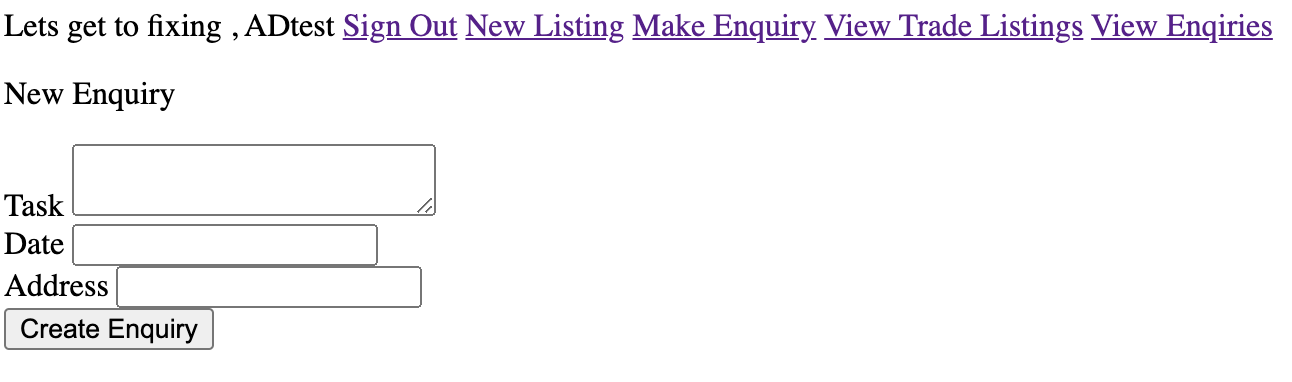 Lets get to fixing , ADtest Sign Out New Listing Make Enquiry View Trade Listings View Enqiries
New Enquiry
Task
Date
Address
Create Enquiry